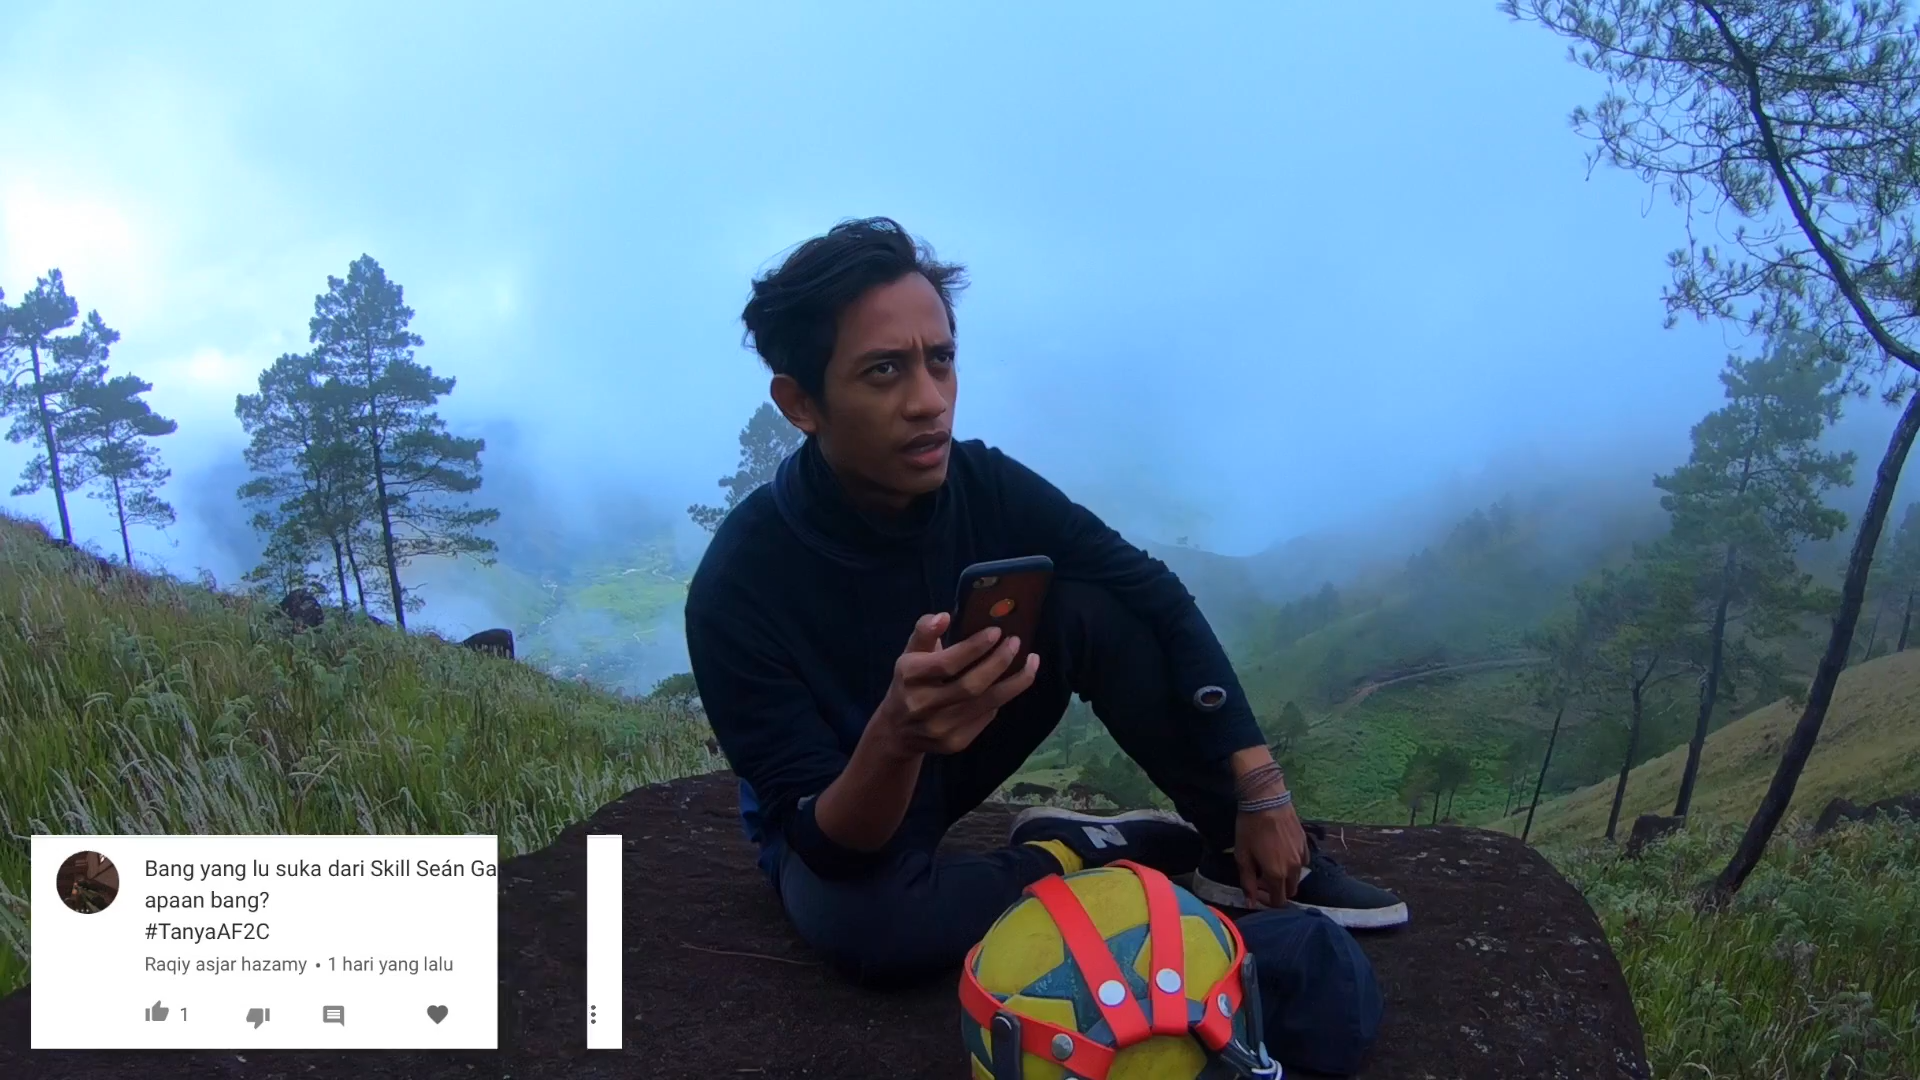 Bang yang lu suka dari Skill Seán Ga
apaan bang?
#TanyaAF2C
Raqiy asjar hazamy • 1 hari yang lalu
1
N